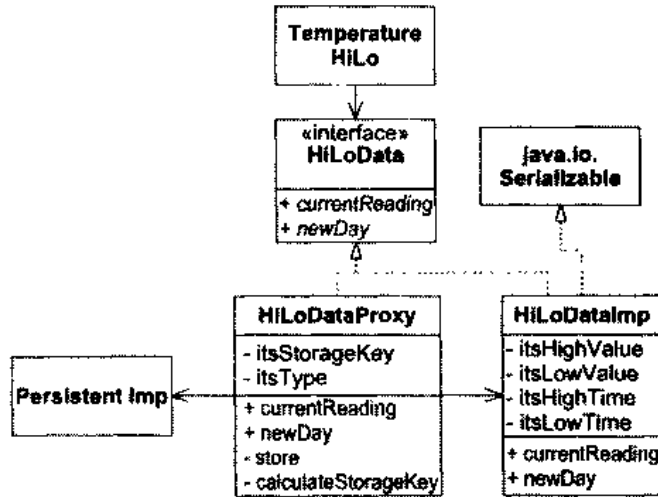 Temperature
HiLo
«interface»
HiLoData
+ currentReading
+ newDay
java.io.
Serializable
HiLoDataProxy
- itsStorageKey
- itsType
+ currentReading
+ newDay
- store
- calculateStorageKey
HiLoDataImp
- itsHighValue
- itsLowValue
- itsHighTime
- itsLowTime
+ currentReading
+ newDay
Persistent Imp